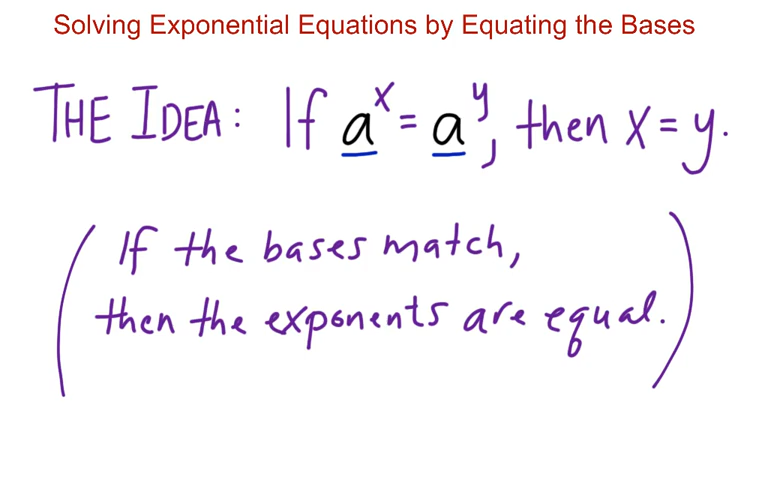 Solving Exponential Equations by Equating the Bases
THE IDEA: If a^x = a^y, then x = y.
(If the bases match,
then the exponents are equal.)